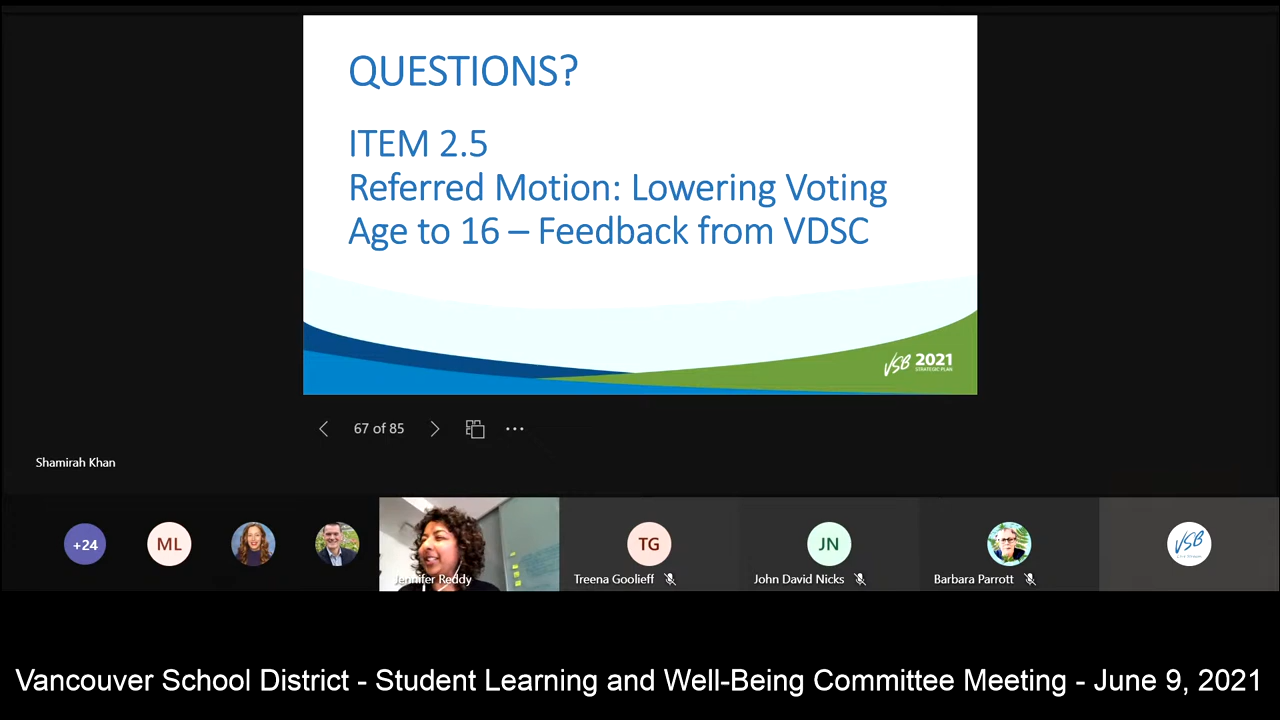 QUESTIONS?
ITEM 2.5
Referred Motion: Lowering Voting
Age to 16 – Feedback from VDSC
VSB 2021
STRATEGIC PLAN
67 of 85
Shamirah Khan
+24
ML
Jennifer Reddy
TG
Treena Goolieff
JN
John David Nicks
Barbara Parrott
VSB
Vancouver School District - Student Learning and Well-Being Committee Meeting - June 9, 2021